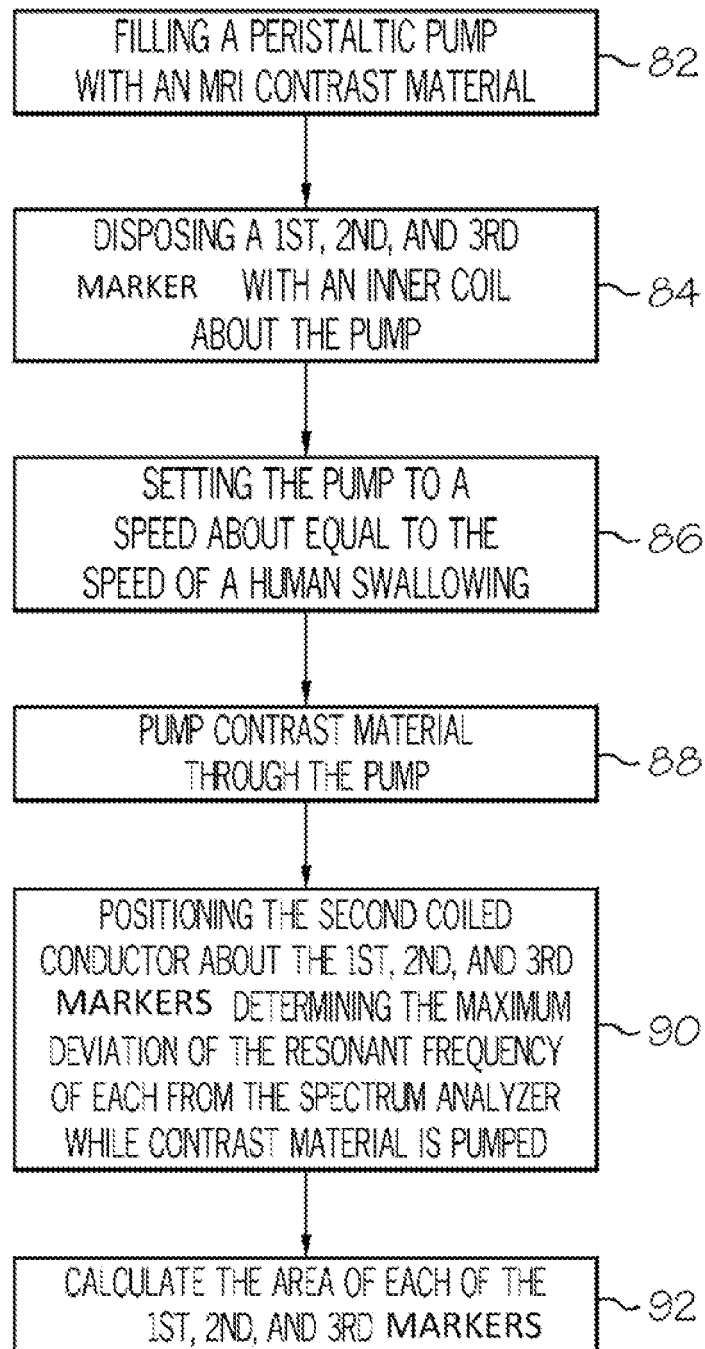 FILLING A PERISTALTIC PUMP
WITH AN MRI CONTRAST MATERIAL
82
DISPOSING A 1ST, 2ND, AND 3RD
MARKER WITH AN INNER COIL
ABOUT THE PUMP
84
SETTING THE PUMP TO A
SPEED ABOUT EQUAL TO THE
SPEED OF A HUMAN SWALLOWING
86
PUMP CONTRAST MATERIAL
THROUGH THE PUMP
88
POSITIONING THE SECOND COILED
CONDUCTOR ABOUT THE 1ST, 2ND, AND 3RD
MARKERS DETERMINING THE MAXIMUM
DEVIATION OF THE RESONANT FREQUENCY
OF EACH FROM THE SPECTRUM ANALYZER
WHILE CONTRAST MATERIAL IS PUMPED
90
CALCULATE THE AREA OF EACH OF THE
1ST, 2ND, AND 3RD MARKERS
92